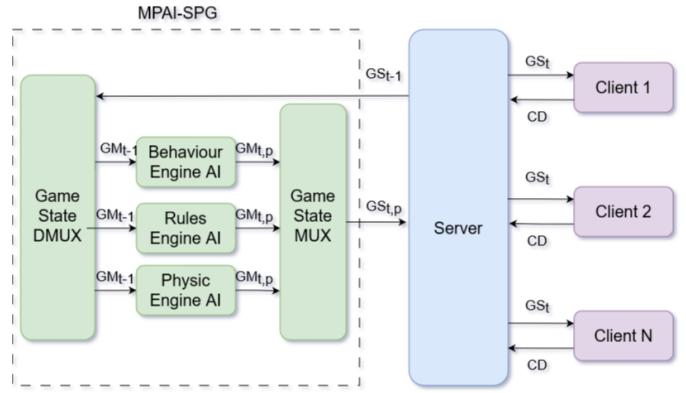 MPAI-SPG
GSt-1
GSt
Client 1
CD
GMt-1
Behaviour
Engine AI
GMt,p
Game
State
DMUX
GMt-1
Rules
Engine AI
GMt,p
Game
State
MUX
GSt,p
Server
GSt
Client 2
CD
GMt-1
Physic
Engine AI
GMt,p
GSt
Client N
CD